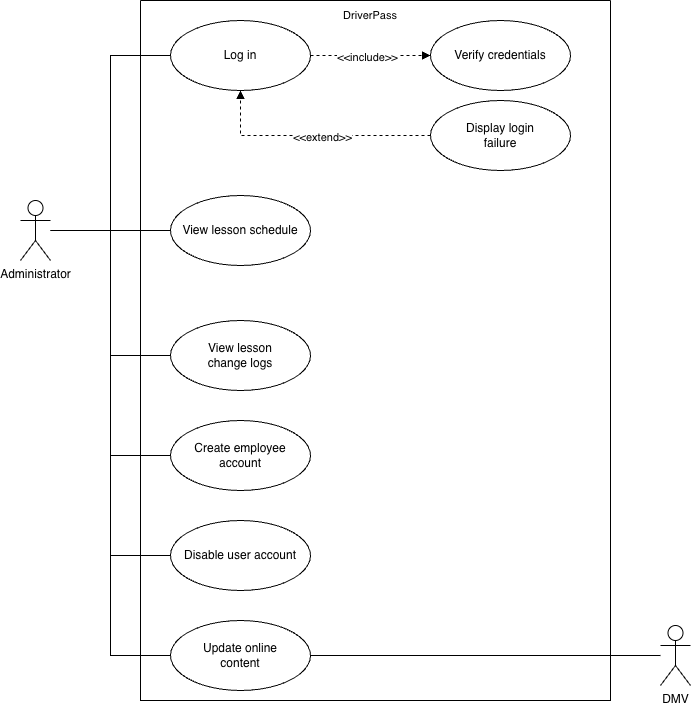 DriverPass
Log in
<<include>>
Verify credentials
<<extend>>
Display login
failure
View lesson schedule
Administrator
View lesson
change logs
Create employee
account
Disable user account
Update online
content
DMV